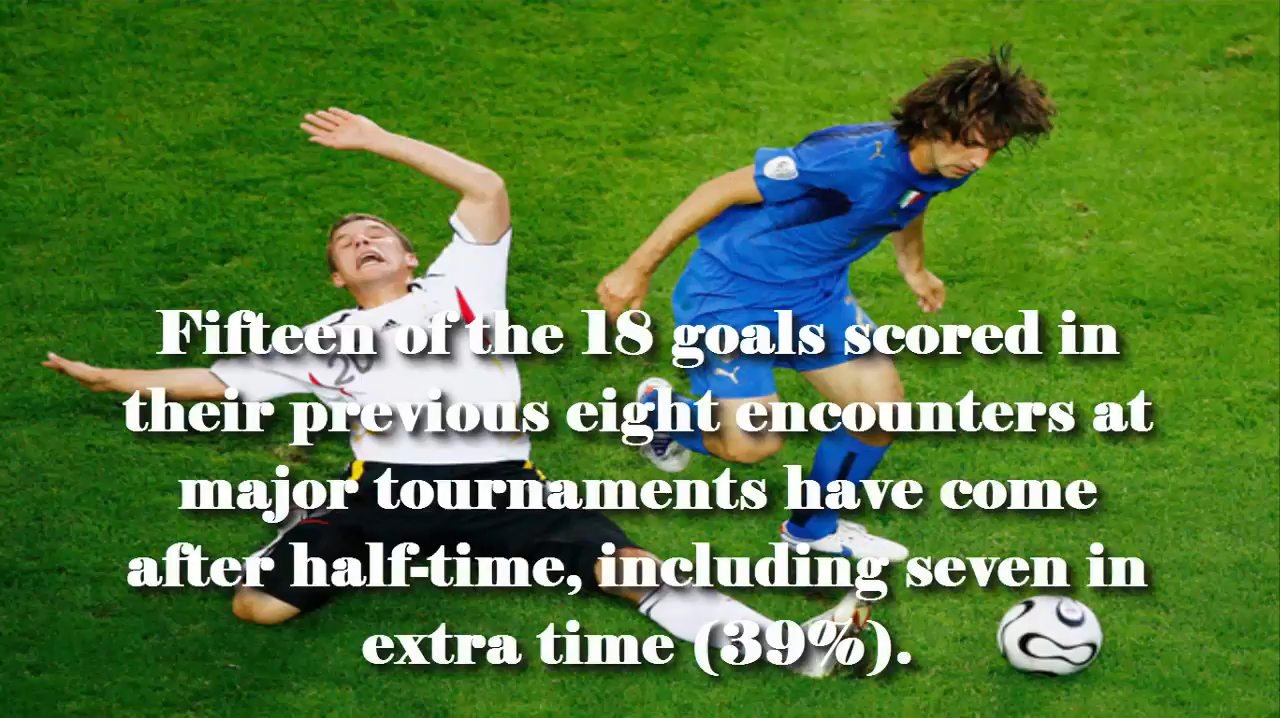 20
Fifteen of the 18 goals scored in
their previous eight encounters at
major tournaments have come
after half-time, including seven in
extra time (39%).